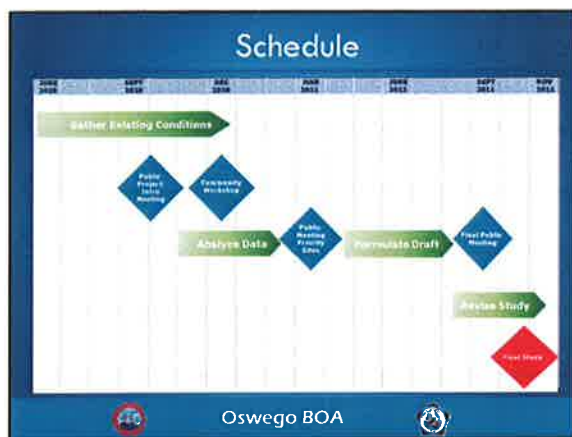 Schedule
JUNE SEPT DEC MAR JUNE SEPT NOV
2010 2010 2010 2011 2011 2011 2011
Gather Existing Conditions
Public
Project
Intro
Meeting
Community
Workshop
Analyze Data
Public
Meeting
Priority
Sites
Formulate Draft
Final Public
Meeting
Revise Study
Final Study
Oswego BOA